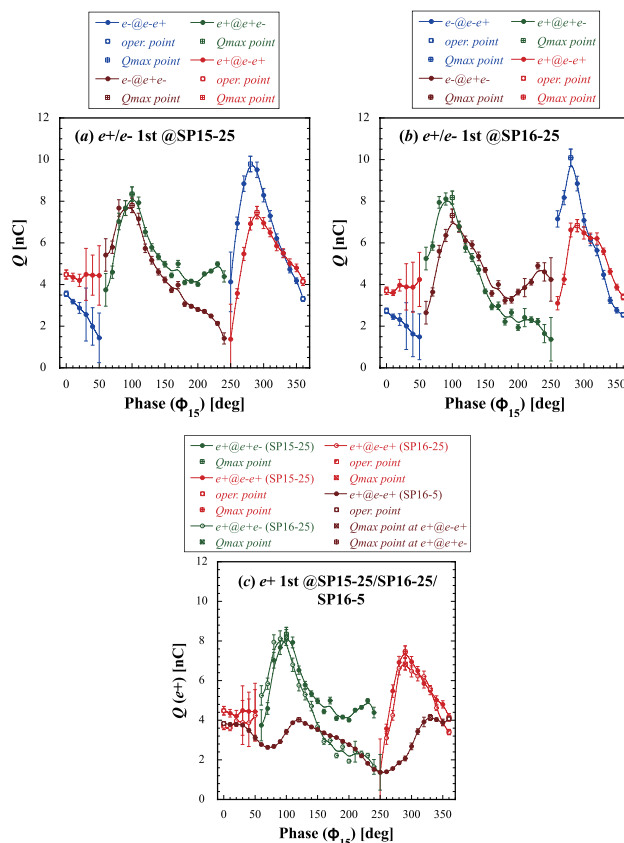 e-@e-e+ e+@e+e-
oper. point Qmax point
Qmax point e+@e-e+
e-@e+e- oper. point
Qmax point Qmax point
e-@e-e+ e+@e+e-
oper. point Qmax point
Qmax point e+@e-e+
e-@e+e- oper. point
Qmax point Qmax point
(a) e+/e- 1st @SP15-25
Q [nC]
12
10
8
6
4
2
0
0 50 100 150 200 250 300 350
Phase (Φ15) [deg]
(b) e+/e- 1st @SP16-25
Q [nC]
12
10
8
6
4
2
0
0 50 100 150 200 250 300 350
Phase (Φ15) [deg]
e+@e+e- (SP15-25) e+@e-e+ (SP16-25)
Qmax point oper. point
e+@e-e+ (SP15-25) Qmax point
oper. point e+@e-e+ (SP16-5)
Qmax point oper. point
e+@e+e- (SP16-25) Qmax point at e+@e-e+
Qmax point Qmax point at e+@e+e-
(c) e+ 1st @SP15-25/SP16-25/
SP16-5
Q (e+) [nC]
12
10
8
6
4
2
0
0 50 100 150 200 250 300 350
Phase (Φ15) [deg]